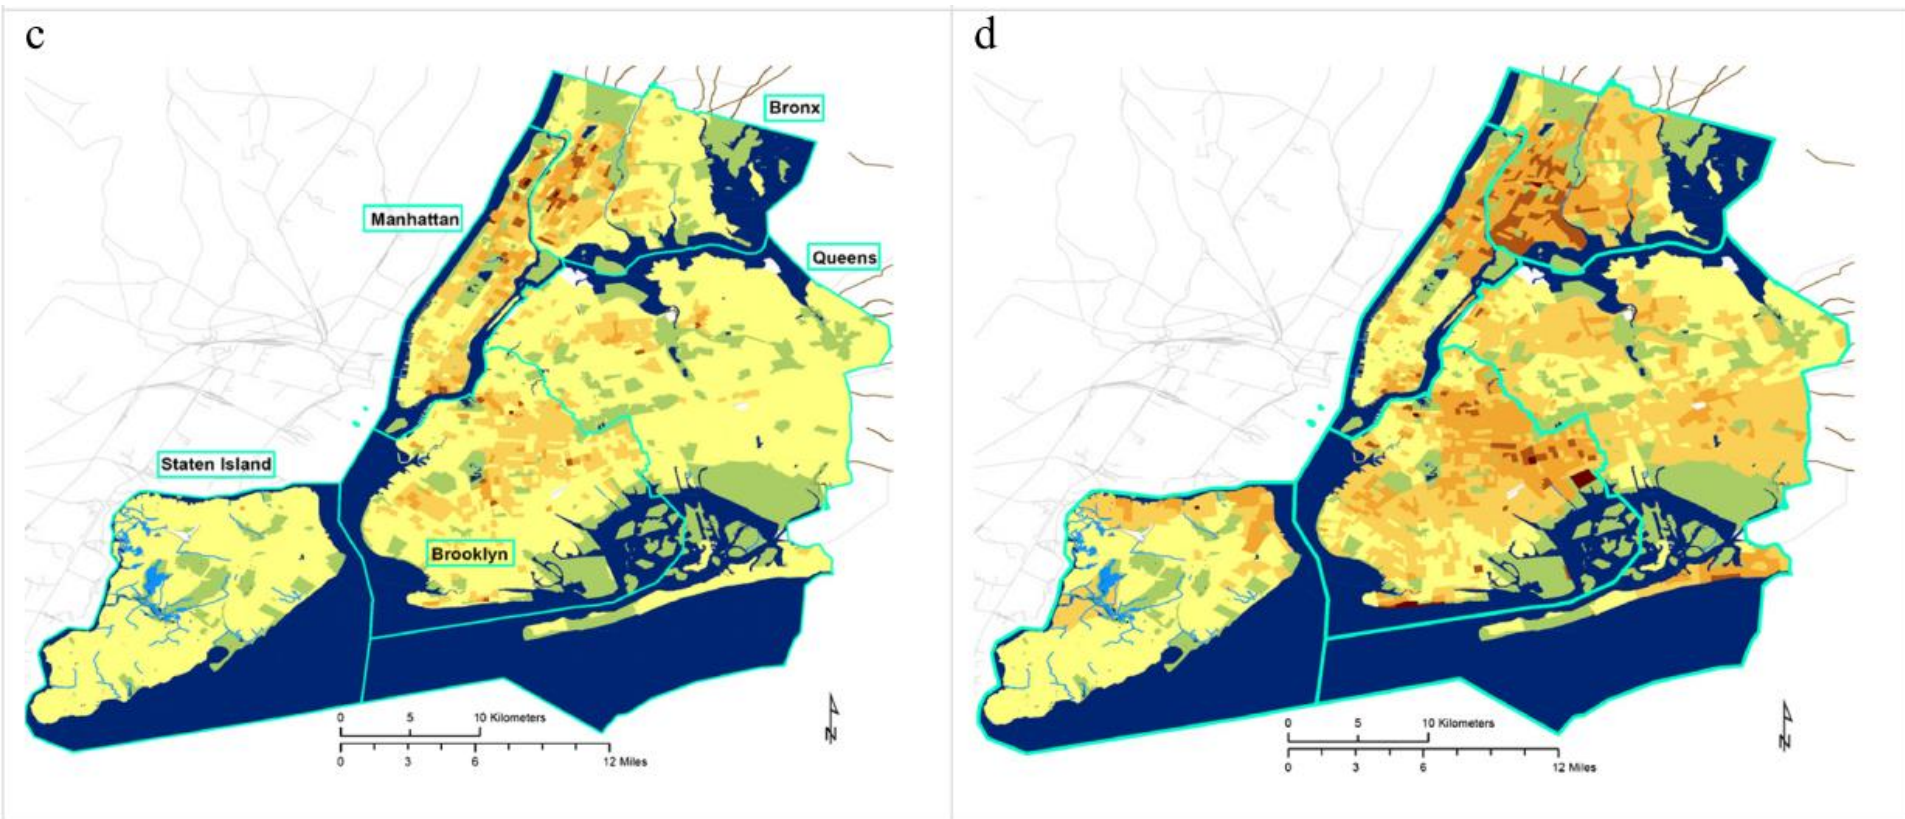 c
d
Bronx
Manhattan
Queens
Staten Island
Brooklyn
0 5 10 Kilometers
0 3 6 12 Miles
N
0 5 10 Kilometers
0 3 6 12 Miles
N